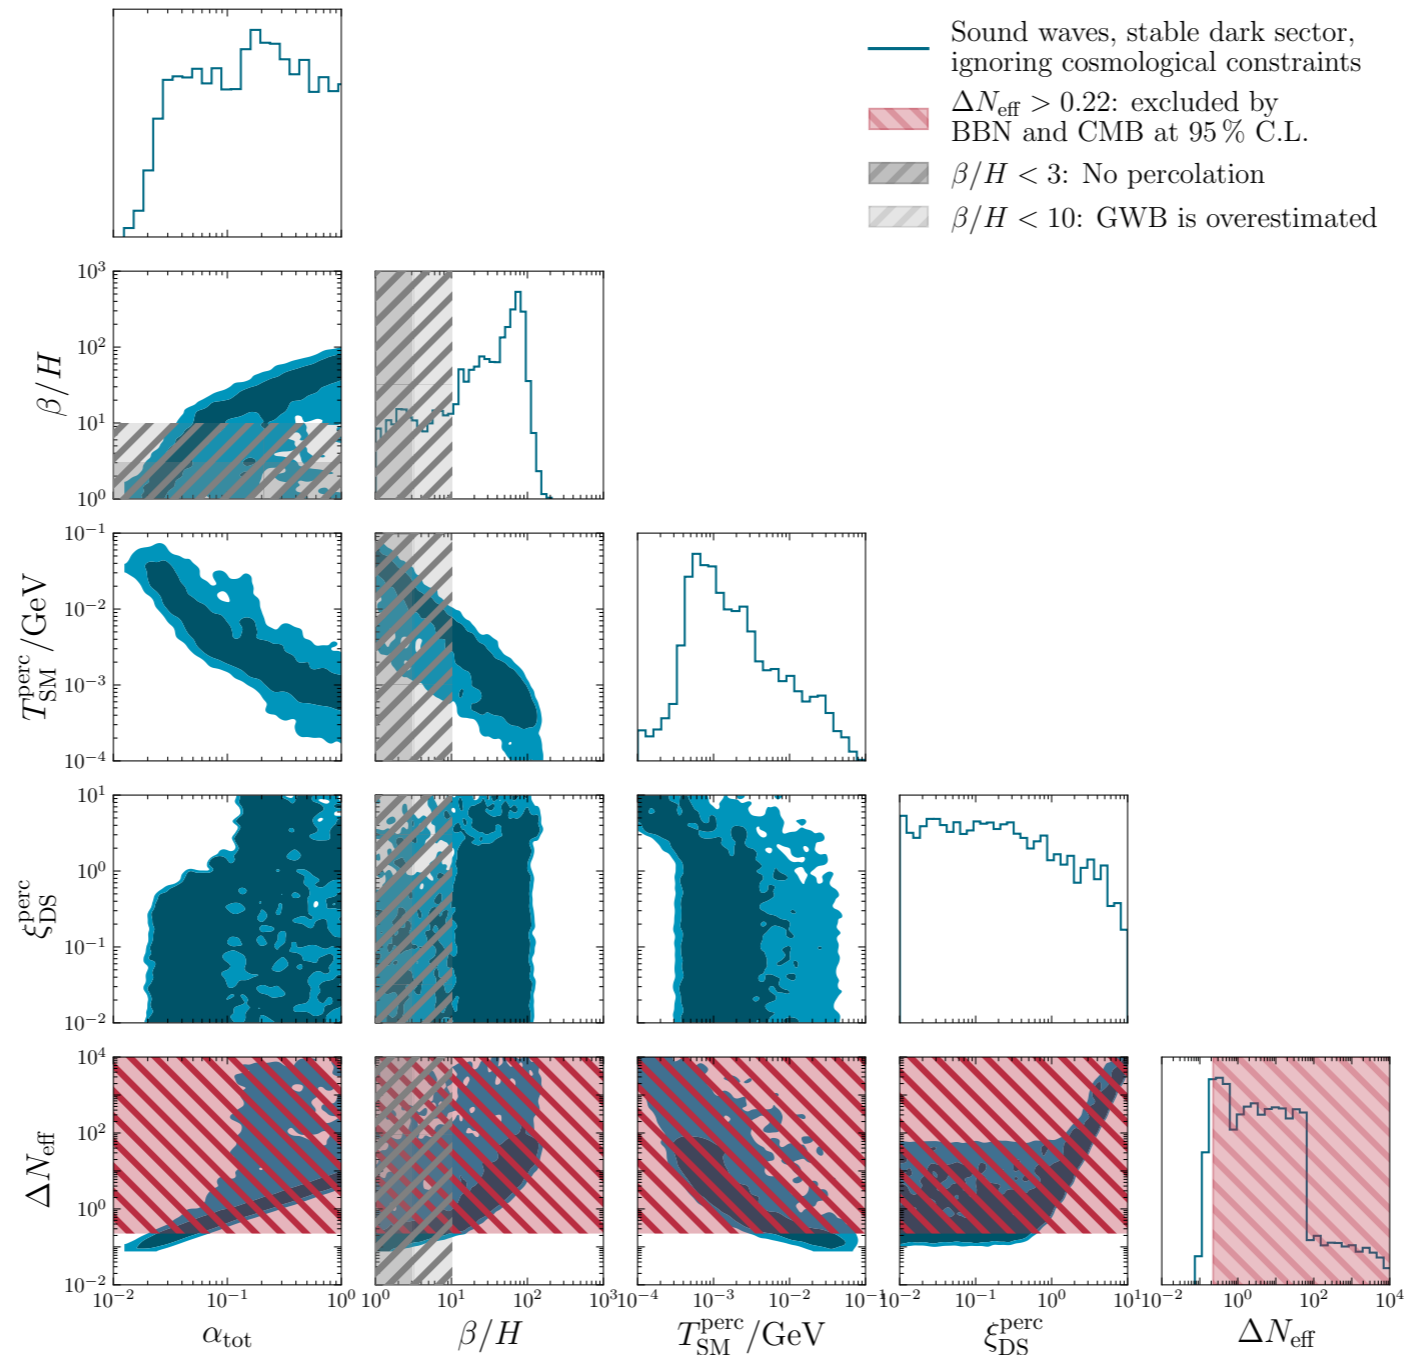 Sound waves, stable dark sector,
ignoring cosmological constraints
ΔN_eff > 0.22: excluded by
BBN and CMB at 95 % C.L.
β/H < 3: No percolation
β/H < 10: GWB is overestimated
10^3
10^2
10^1
10^0
β/H
10^-1
10^-2
10^-3
10^-4
T_SM^perc/GeV
10^1
10^0
10^-1
10^-2
ξ_DS^perc
10^4
10^2
10^0
10^-2
ΔN_eff
10^-2 10^-1 10^0 10^0 10^1 10^2 10^3 10^-4 10^-3 10^-2 10^-1 10^-2 10^-1 10^0 10^1 10^-2 10^0 10^2 10^4
α_tot β/H T_SM^perc/GeV ξ_DS^perc ΔN_eff